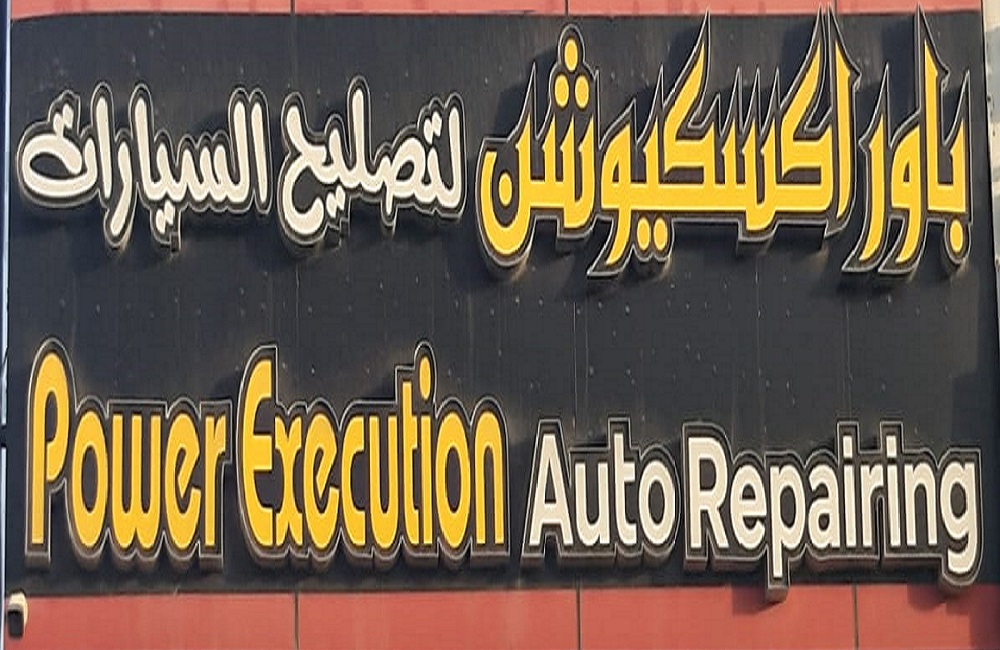 باور اكسكيوشن لتصليح السيارات
Power Execution Auto Repairing